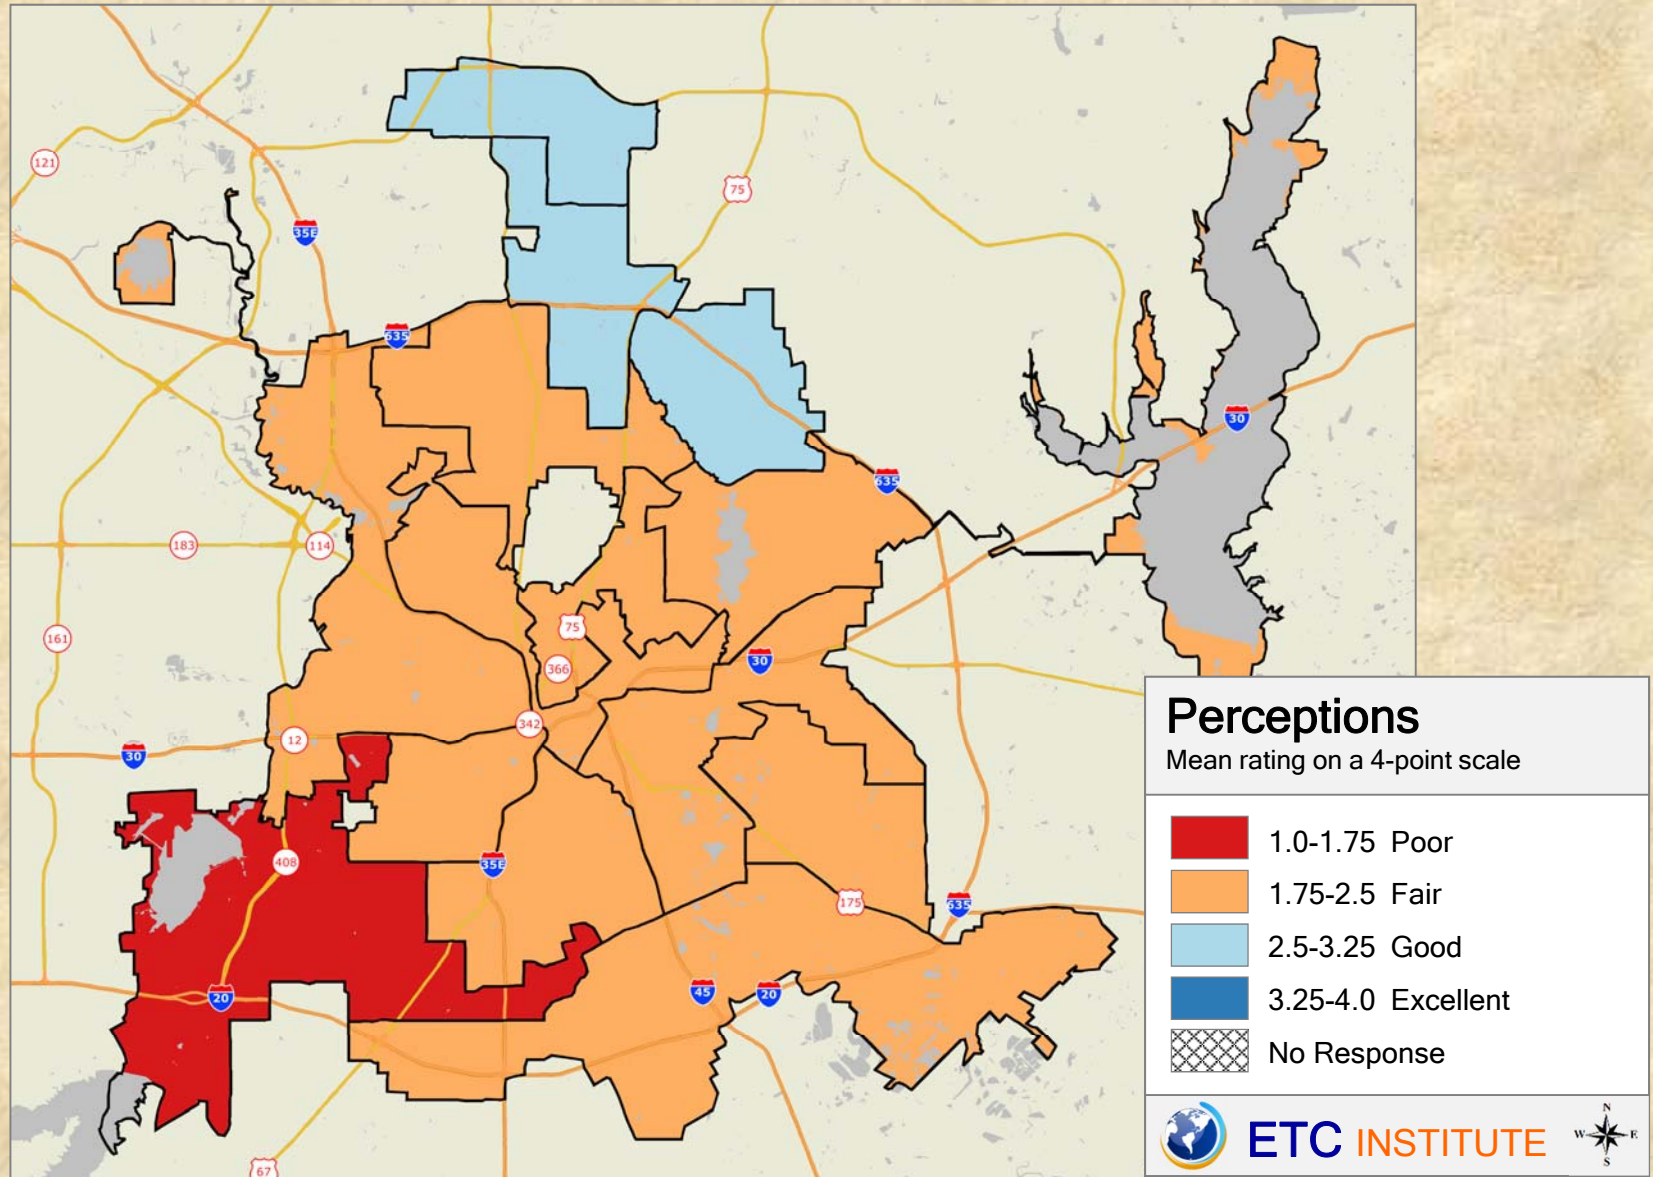 121
75
35E
635
30
635
183
114
161
75
366
30
342
12
30
408
35E
175
635
20
45
20
67
Perceptions
Mean rating on a 4-point scale
1.0-1.75 Poor
1.75-2.5 Fair
2.5-3.25 Good
3.25-4.0 Excellent
No Response
ETC INSTITUTE
N
W E
S